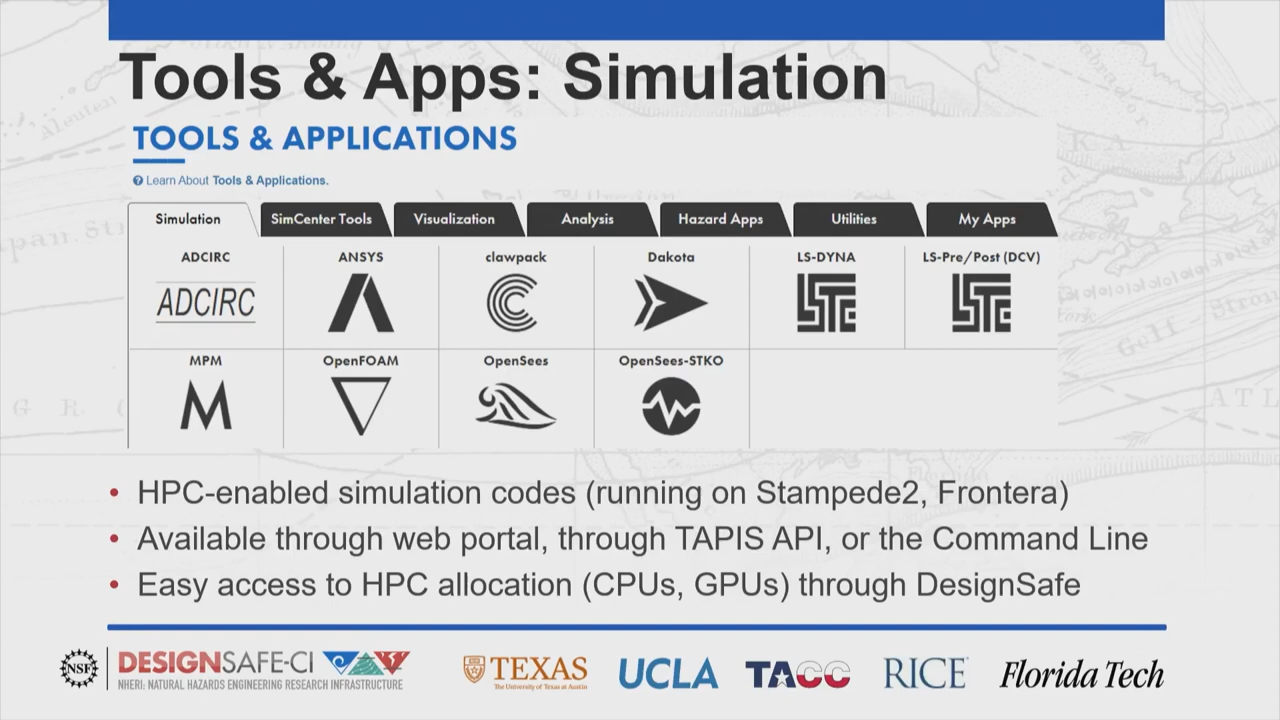 Tools & Apps: Simulation
TOOLS & APPLICATIONS
Learn About Tools & Applications.
Simulation SimCenter Tools Visualization Analysis Hazard Apps Utilities My Apps
ADCIRC ANSYS clawpack Dakota LS-DYNA LS-Pre/Post (DCV)
ADCIRC
MPM OpenFOAM OpenSees OpenSees-STKO
• HPC-enabled simulation codes (running on Stampede2, Frontera)
• Available through web portal, through TAPIS API, or the Command Line
• Easy access to HPC allocation (CPUs, GPUs) through DesignSafe
NSF DESIGNSAFE-CI
NHERI: NATURAL HAZARDS ENGINEERING RESEARCH INFRASTRUCTURE
TEXAS
The University of Texas at Austin
UCLA TACC RICE Florida Tech